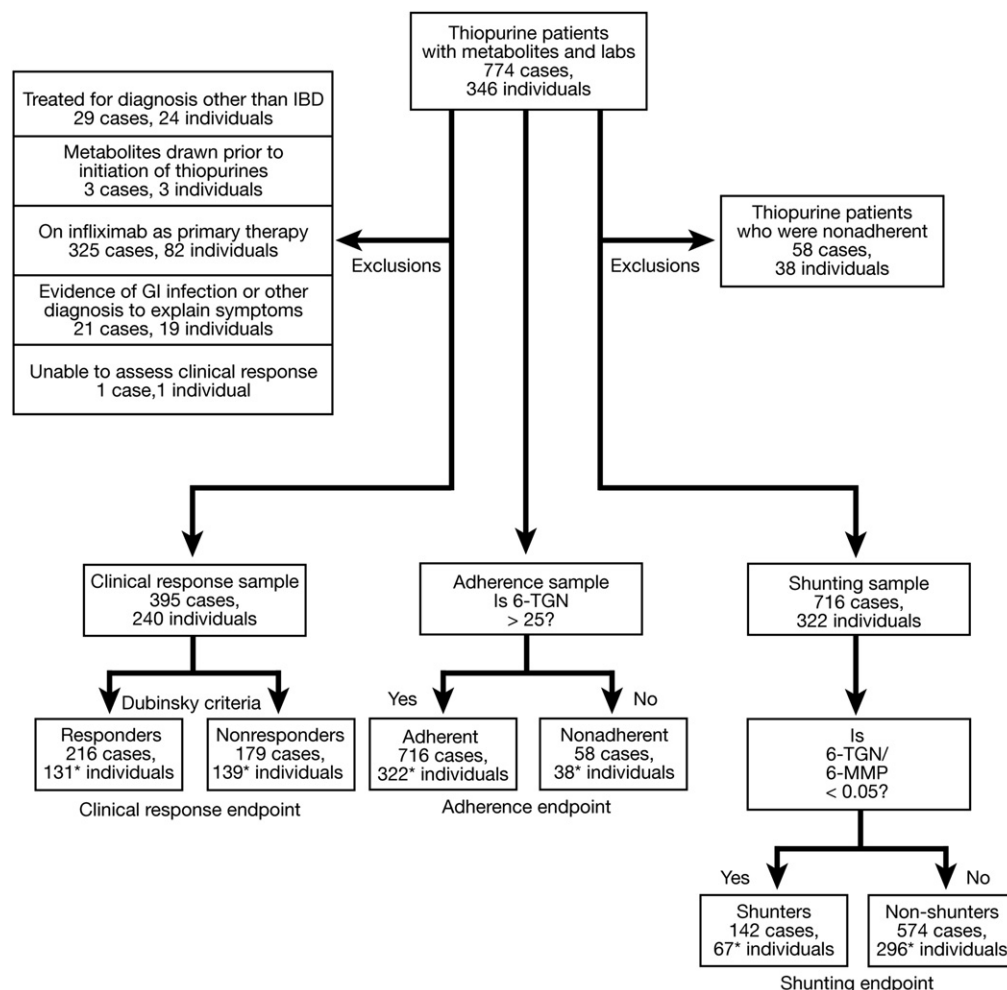 Thiopurine patients
with metabolites and labs
774 cases,
346 individuals
Treated for diagnosis other than IBD
29 cases, 24 individuals
Metabolites drawn prior to
initiation of thiopurines
3 cases, 3 individuals
On infliximab as primary therapy
325 cases, 82 individuals
Evidence of GI infection or other
diagnosis to explain symptoms
21 cases, 19 individuals
Unable to assess clinical response
1 case,1 individual
Exclusions
Exclusions
Thiopurine patients
who were nonadherent
58 cases,
38 individuals
Clinical response sample
395 cases,
240 individuals
Dubinsky criteria
Responders
216 cases,
131* individuals
Nonresponders
179 cases,
139* individuals
Clinical response endpoint
Adherence sample
Is 6-TGN
> 25?
Yes
No
Adherent
716 cases,
322* individuals
Nonadherent
58 cases,
38* individuals
Adherence endpoint
Shunting sample
716 cases,
322 individuals
Is
6-TGN/
6-MMP
< 0.05?
Yes
No
Shunters
142 cases,
67* individuals
Non-shunters
574 cases,
296* individuals
Shunting endpoint